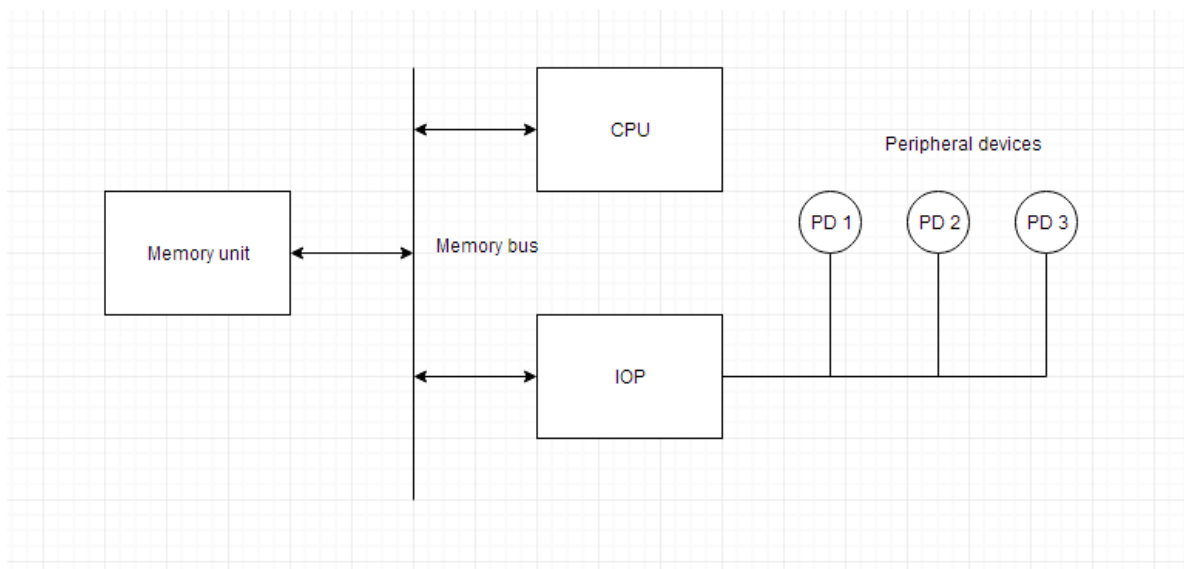 CPU
Peripheral devices
PD 1
PD 2
PD 3
Memory unit
Memory bus
IOP